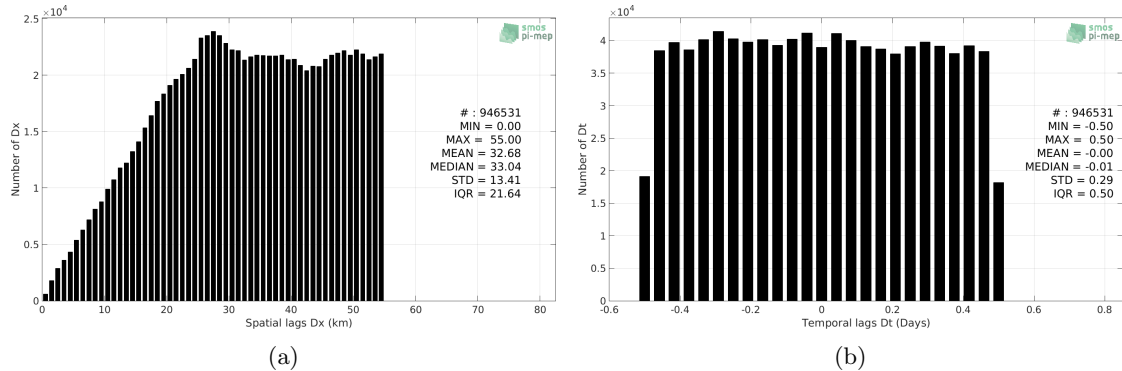 ×10⁴
2.5
2
1.5
1
0.5
0
0 10 20 30 40 50 60 70 80
Number of Dx
Spatial lags Dx (km)
smos
pi-mep
# : 946531
MIN = 0.00
MAX = 55.00
MEAN = 32.68
MEDIAN = 33.04
STD = 13.41
IQR = 21.64
(a)
×10⁴
4
3.5
3
2.5
2
1.5
1
0.5
0
-0.6 -0.4 -0.2 0 0.2 0.4 0.6 0.8
Number of Dt
Temporal lags Dt (Days)
smos
pi-mep
# : 946531
MIN = -0.50
MAX = 0.50
MEAN = -0.00
MEDIAN = -0.01
STD = 0.29
IQR = 0.50
(b)